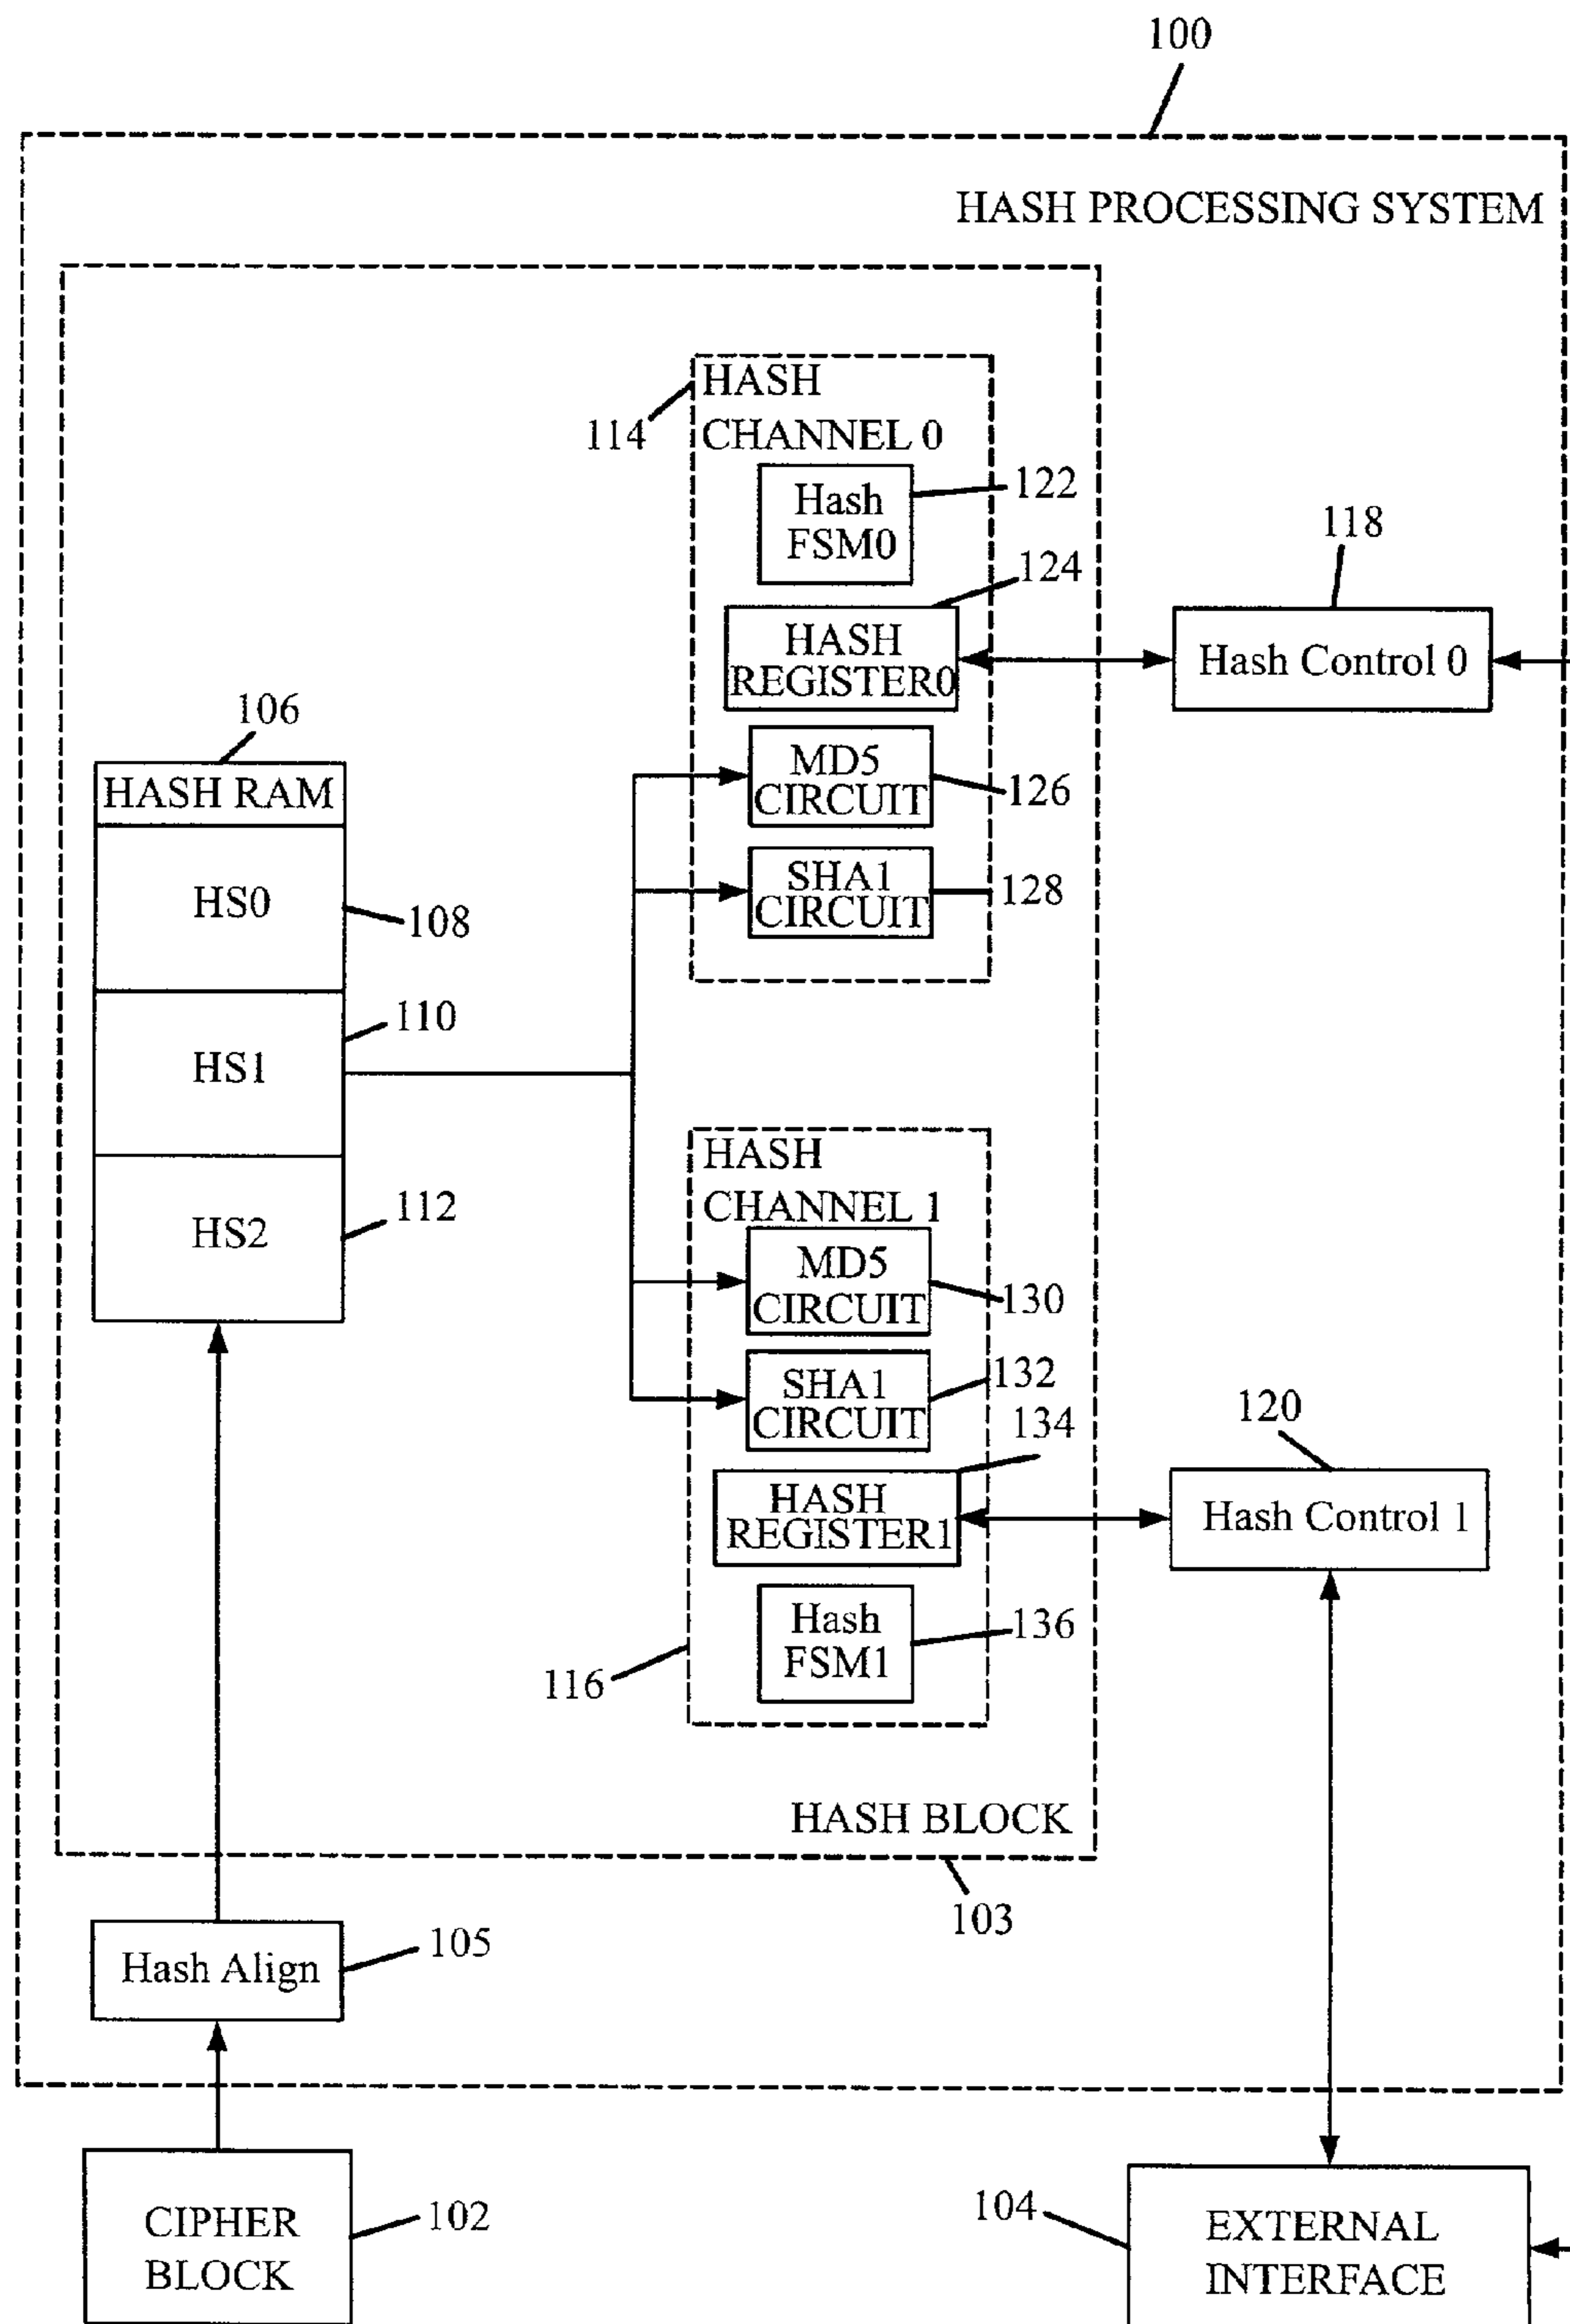 100
HASH PROCESSING SYSTEM
HASH
CHANNEL 0
114
Hash
FSM0
122
124
HASH
REGISTER0
118
Hash Control 0
MD5
CIRCUIT
126
SHA1
CIRCUIT
128
106
HASH RAM
HS0
108
HS1
110
HS2
112
HASH
CHANNEL 1
MD5
CIRCUIT
130
SHA1
CIRCUIT
132
134
HASH
REGISTER1
120
Hash Control 1
Hash
FSM1
136
116
HASH BLOCK
103
Hash Align
105
CIPHER
BLOCK
102
104
EXTERNAL
INTERFACE